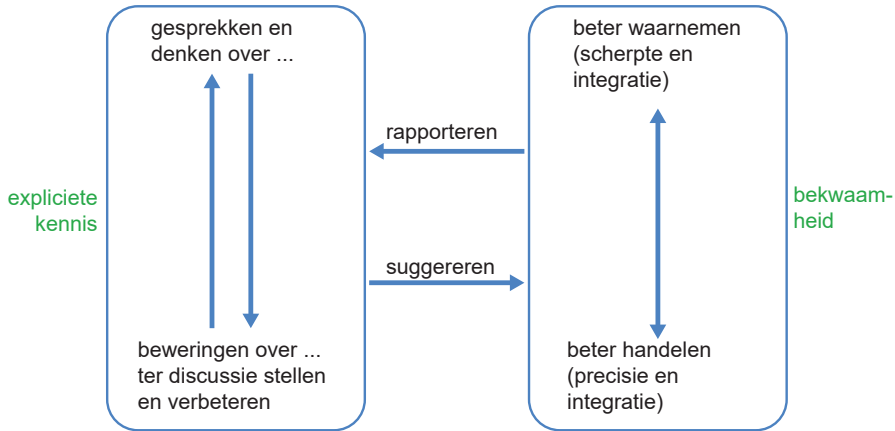 gesprekken en
denken over ...
beter waarnemen
(scherpte en
integratie)
rapporteren
expliciete
kennis
bekwaam-
heid
suggereren
beweringen over ...
ter discussie stellen
en verbeteren
beter handelen
(precisie en
integratie)